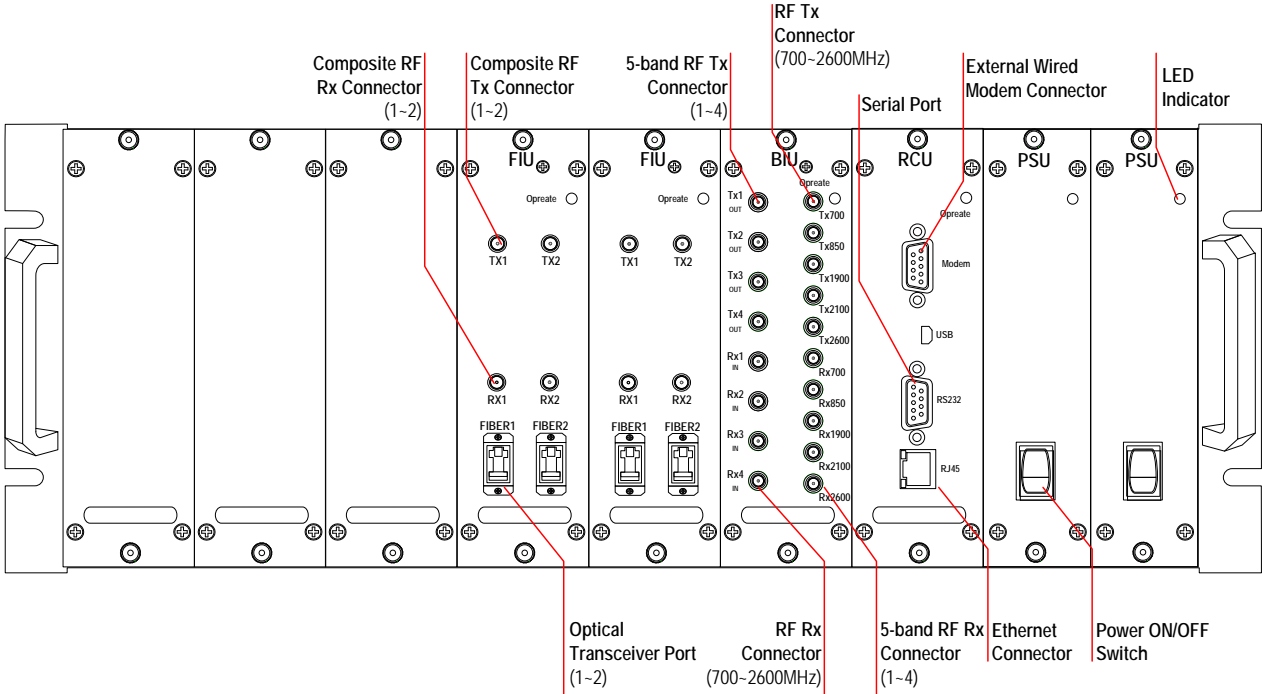 RF Tx
Connector
(700~2600MHz)
Composite RF
Rx Connector
(1~2)
Composite RF
Tx Connector
(1~2)
5-band RF Tx
Connector
(1~4)
Serial Port
External Wired
Modem Connector
LED
Indicator
FIU
Opreate
TX1
TX2
RX1
RX2
FIBER1
FIBER2
FIU
Opreate
TX1
TX2
RX1
RX2
FIBER1
FIBER2
BIU
Opreate
Tx1
OUT
Tx2
OUT
Tx3
OUT
Tx4
OUT
Rx1
IN
Rx2
IN
Rx3
IN
Rx4
IN
Tx700
Tx850
Tx1900
Tx2100
Tx2600
Rx700
Rx850
Rx1900
Rx2100
Rx2600
RCU
Opreate
Modem
USB
RS232
RJ45
PSU
PSU
Optical
Transceiver Port
(1~2)
RF Rx
Connector
(700~2600MHz)
5-band RF Rx
Connector
(1~4)
Ethernet
Connector
Power ON/OFF
Switch